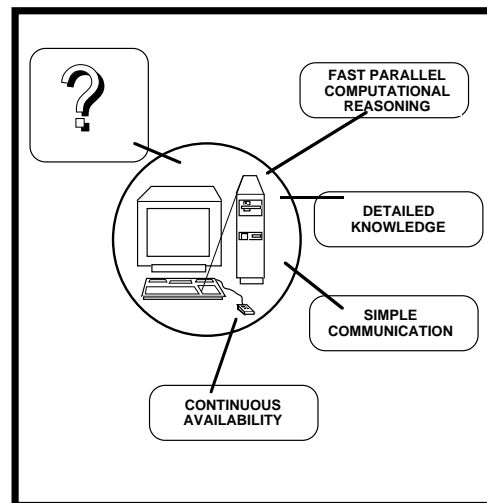 ?
FAST PARALLEL
COMPUTATIONAL
REASONING
DETAILED
KNOWLEDGE
SIMPLE
COMMUNICATION
CONTINUOUS
AVAILABILITY